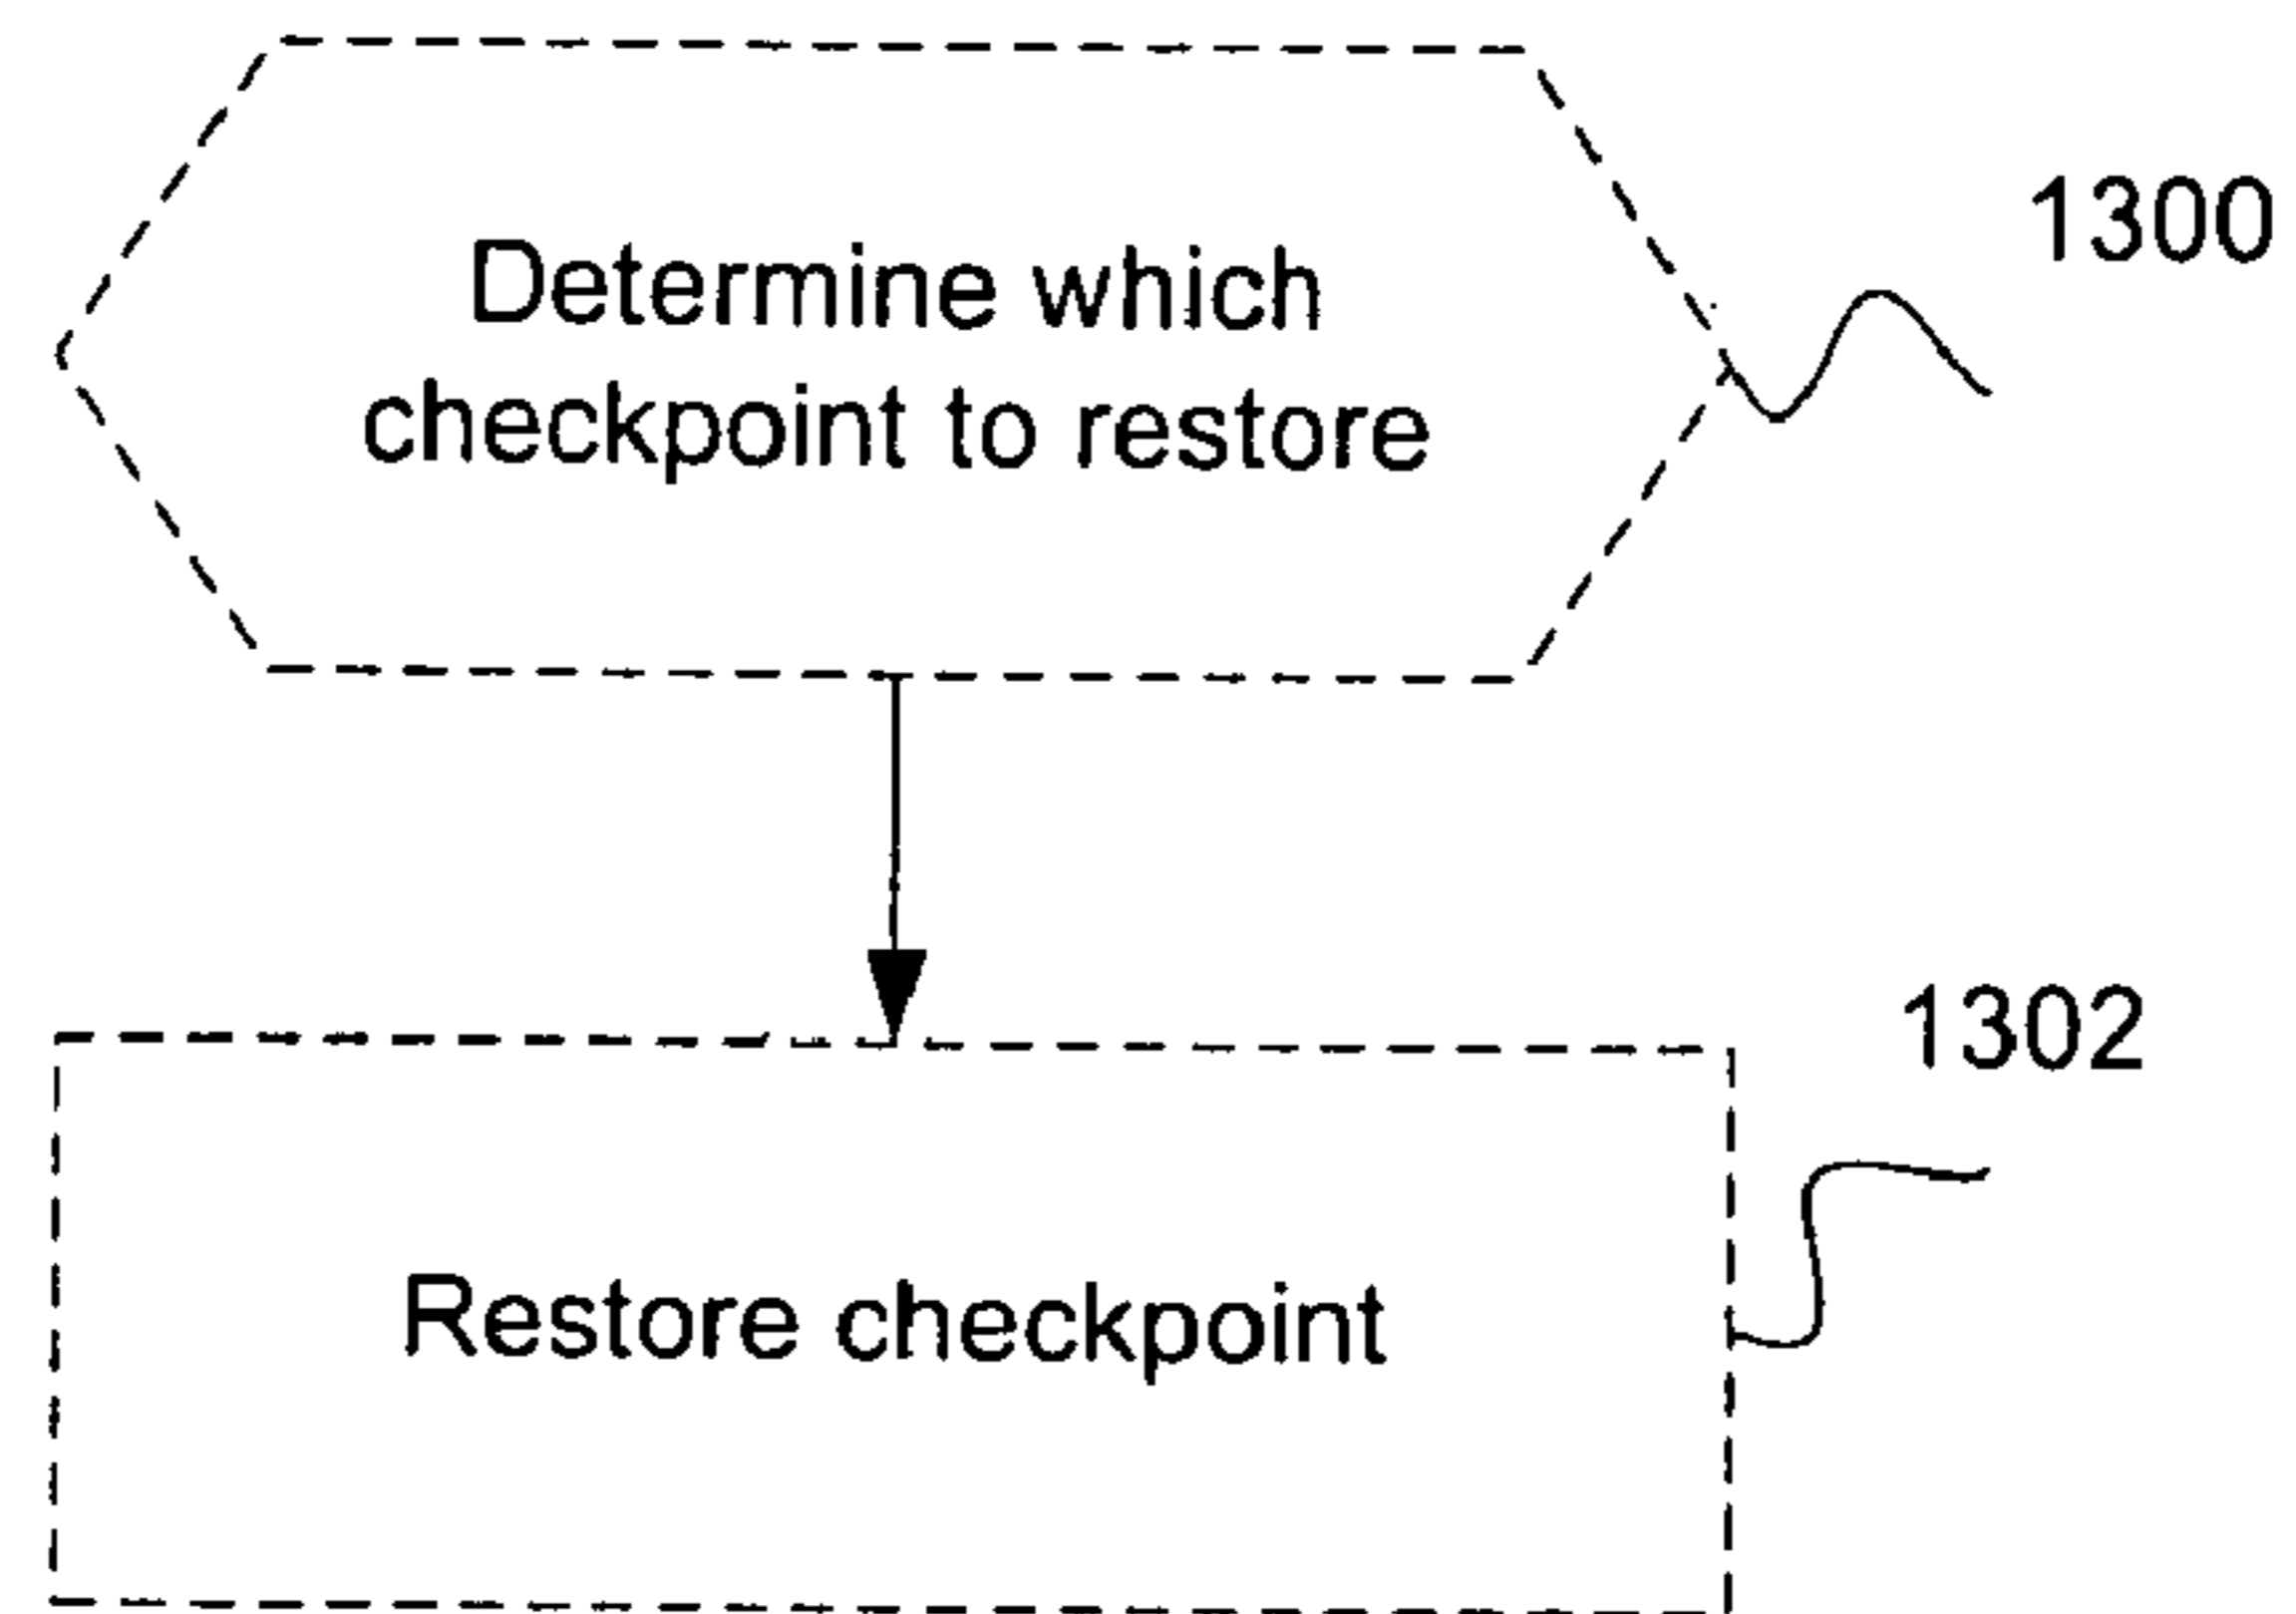 Determine which
checkpoint to restore
1300
1302
Restore checkpoint